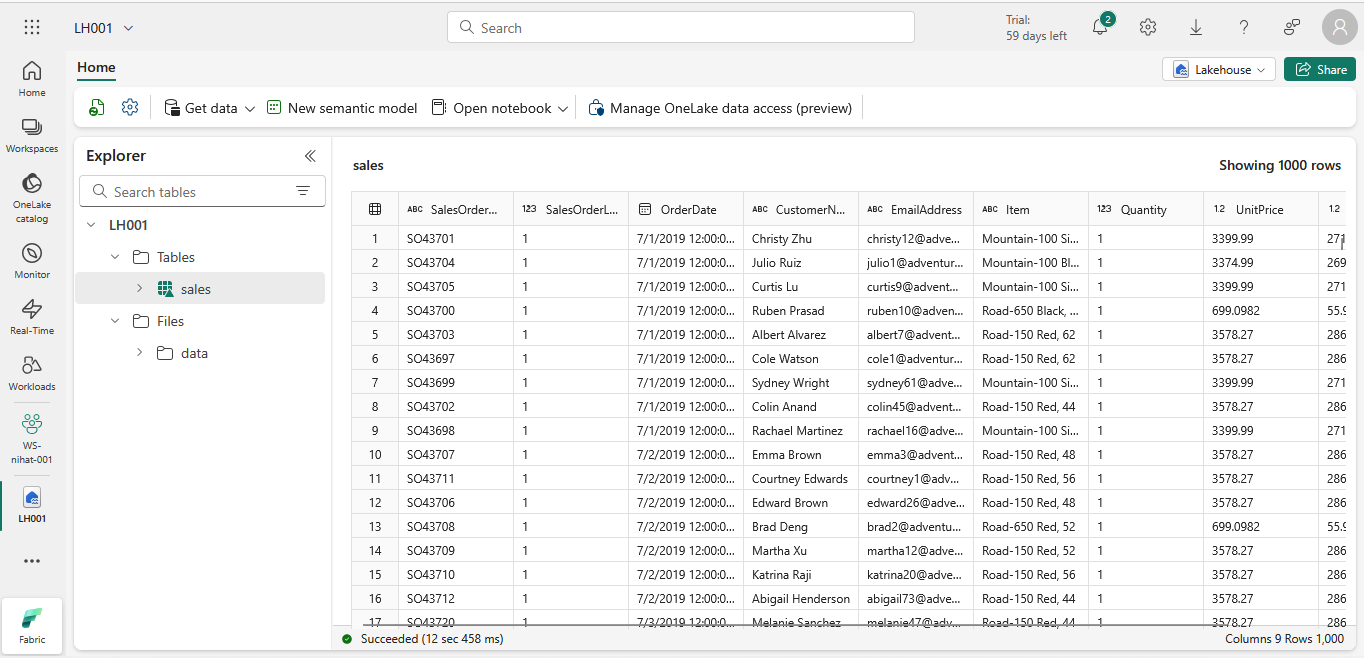 LH001
Search
Trial:
59 days left
2
Home
Lakehouse
Share
Get data
New semantic model
Open notebook
Manage OneLake data access (preview)
Home
Workspaces
OneLake
catalog
Monitor
Real-Time
Workloads
WS-
nihat-001
LH001
Fabric
Explorer
Search tables
LH001
Tables
sales
Files
data
sales
Showing 1000 rows
ABC SalesOrder... 123 SalesOrderL... OrderDate ABC CustomerN... ABC EmailAddress ABC Item 123 Quantity 1.2 UnitPrice 1.2
1 SO43701 1 7/1/2019 12:00:0... Christy Zhu christy12@adve... Mountain-100 Si... 1 3399.99 271
2 SO43704 1 7/1/2019 12:00:0... Julio Ruiz julio1@adventur... Mountain-100 Bl... 1 3374.99 269
3 SO43705 1 7/1/2019 12:00:0... Curtis Lu curtis9@advent... Mountain-100 Si... 1 3399.99 271
4 SO43700 1 7/1/2019 12:00:0... Ruben Prasad ruben10@adven... Road-650 Black, ... 1 699.0982 55.9
5 SO43703 1 7/1/2019 12:00:0... Albert Alvarez albert7@advent... Road-150 Red, 62 1 3578.27 286
6 SO43697 1 7/1/2019 12:00:0... Cole Watson cole1@adventur... Road-150 Red, 62 1 3578.27 286
7 SO43699 1 7/1/2019 12:00:0... Sydney Wright sydney61@adve... Mountain-100 Si... 1 3399.99 271
8 SO43702 1 7/1/2019 12:00:0... Colin Anand colin45@advent... Road-150 Red, 44 1 3578.27 286
9 SO43698 1 7/1/2019 12:00:0... Rachael Martinez rachael16@adve... Mountain-100 Si... 1 3399.99 271
10 SO43707 1 7/2/2019 12:00:0... Emma Brown emma3@advent... Road-150 Red, 48 1 3578.27 286
11 SO43711 1 7/2/2019 12:00:0... Courtney Edwards courtney1@adv... Road-150 Red, 56 1 3578.27 286
12 SO43706 1 7/2/2019 12:00:0... Edward Brown edward26@adve... Road-150 Red, 48 1 3578.27 286
13 SO43708 1 7/2/2019 12:00:0... Brad Deng brad2@adventu... Road-650 Red, 52 1 699.0982 55.9
14 SO43709 1 7/2/2019 12:00:0... Martha Xu martha12@adve... Road-150 Red, 52 1 3578.27 286
15 SO43710 1 7/2/2019 12:00:0... Katrina Raji katrina20@adve... Road-150 Red, 56 1 3578.27 286
16 SO43712 1 7/2/2019 12:00:0... Abigail Henderson abigail73@adve... Road-150 Red, 44 1 3578.27 286
17 SO43720 1 7/3/2019 12:00:0... Melanie Sanchez melanie47@adv... Road-150 Red, 44 1 3578.27 286
Succeeded (12 sec 458 ms)
Columns 9 Rows 1,000